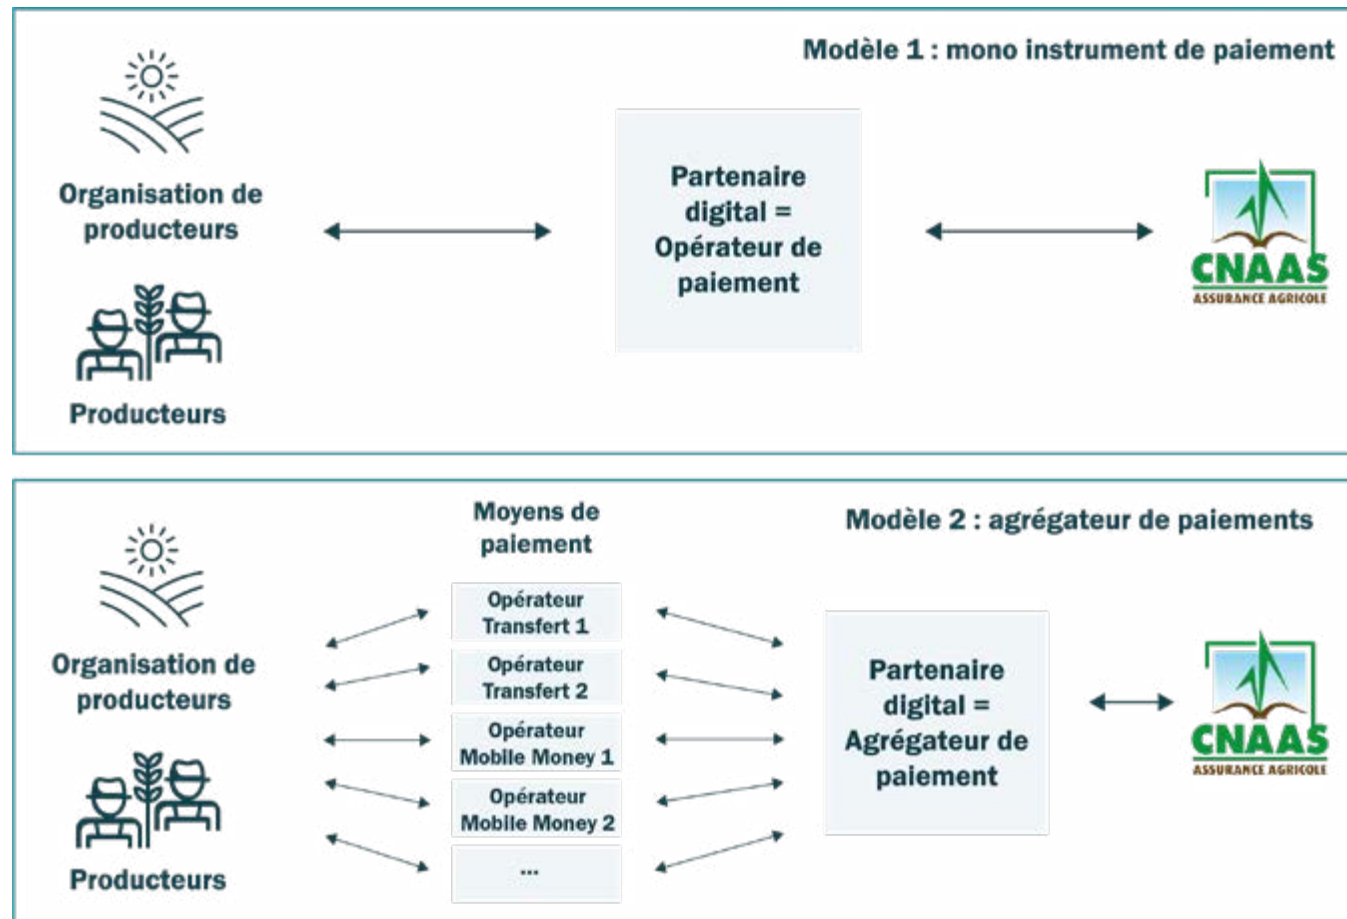 Modèle 1 : mono instrument de paiement
Organisation de
producteurs
Producteurs
Partenaire
digital =
Opérateur de
paiement
CNAAS
ASSURANCE AGRICOLE
Modèle 2 : agrégateur de paiements
Organisation de
producteurs
Producteurs
Moyens de
paiement
Opérateur
Transfert 1
Opérateur
Transfert 2
Opérateur
Mobile Money 1
Opérateur
Mobile Money 2
...
Partenaire
digital =
Agrégateur de
paiement
CNAAS
ASSURANCE AGRICOLE